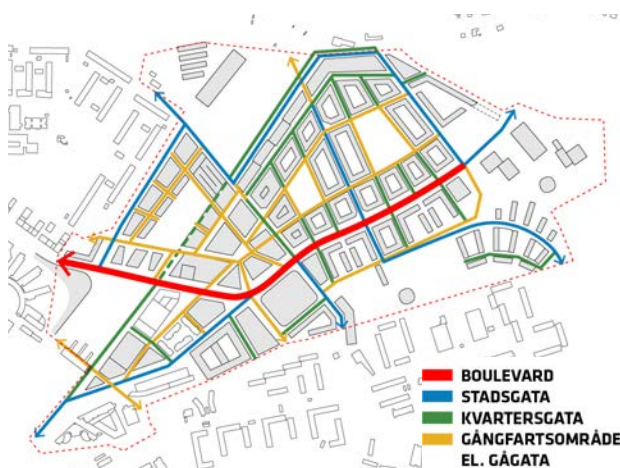 BOULEVARD
STADSGATA
KVARTERSGATA
GÅNGFARTSOMRÅDE
EL. GÅGATA